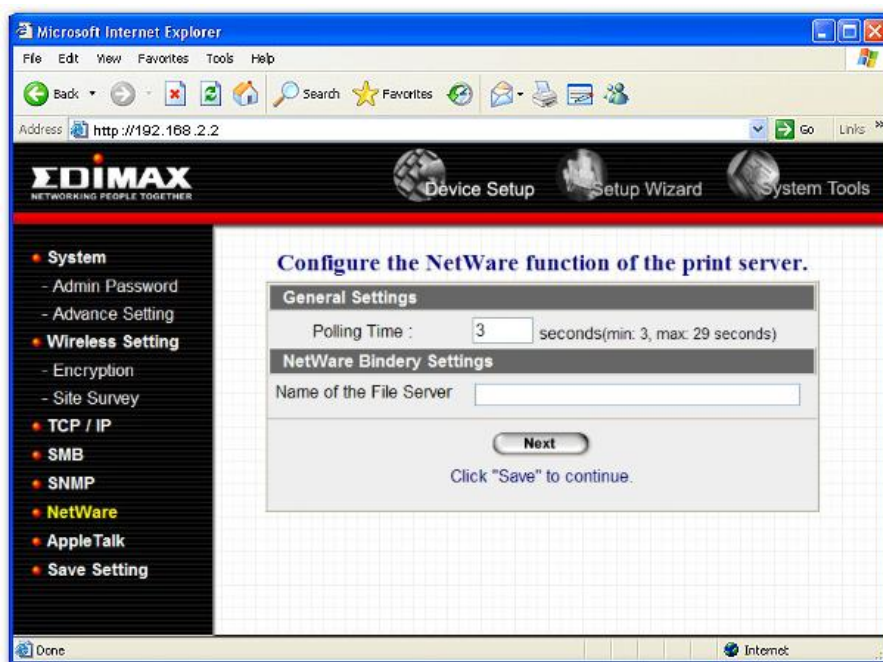 Microsoft Internet Explorer
File Edit View Favorites Tools Help
Back Search Favorites
Address http://192.168.2.2 Go Links »
EDIMAX
NETWORKING PEOPLE TOGETHER
Device Setup Setup Wizard System Tools
System
- Admin Password
- Advance Setting
Wireless Setting
- Encryption
- Site Survey
TCP / IP
SMB
SNMP
NetWare
AppleTalk
Save Setting
Configure the NetWare function of the print server.
General Settings
Polling Time : 3 seconds(min: 3, max: 29 seconds)
NetWare Bindery Settings
Name of the File Server
Next
Click "Save" to continue.
Done Internet